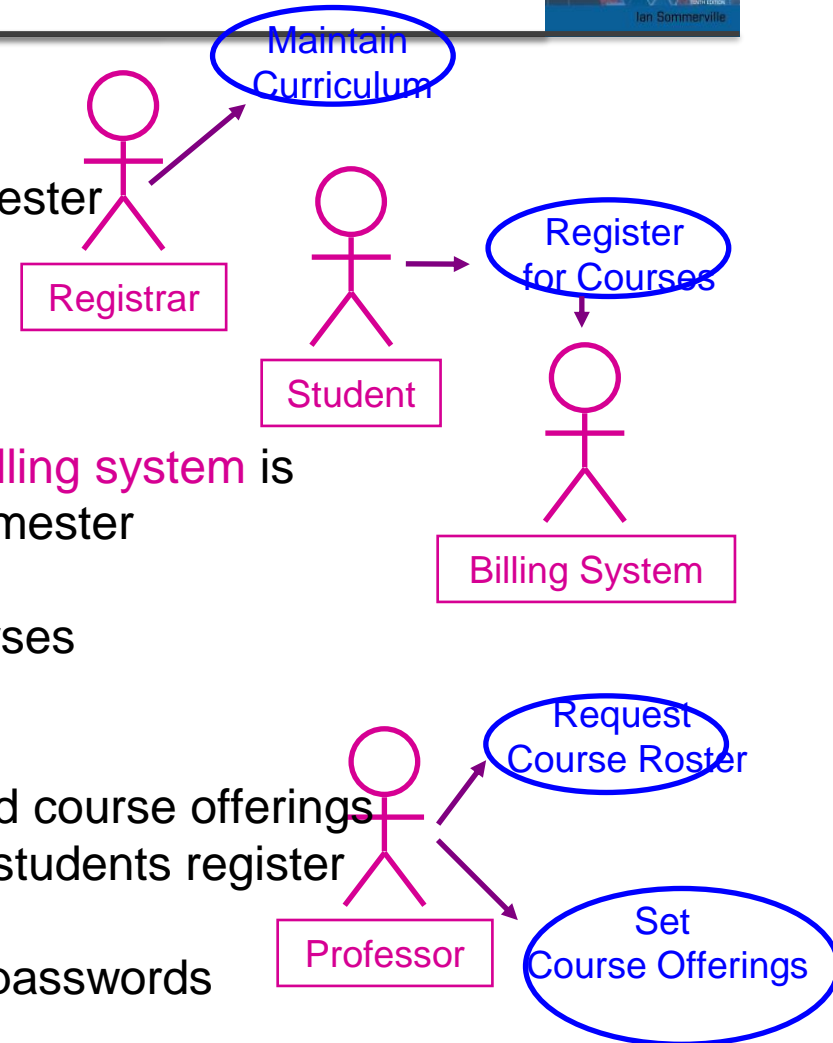 Ian Sommerville
Maintain
Curriculum
ester
Registrar
Register
for Courses
Student
lling system is
mester
Billing System
ses
Request
Course Roster
d course offerings
students register
Professor
Set
Course Offerings
passwords